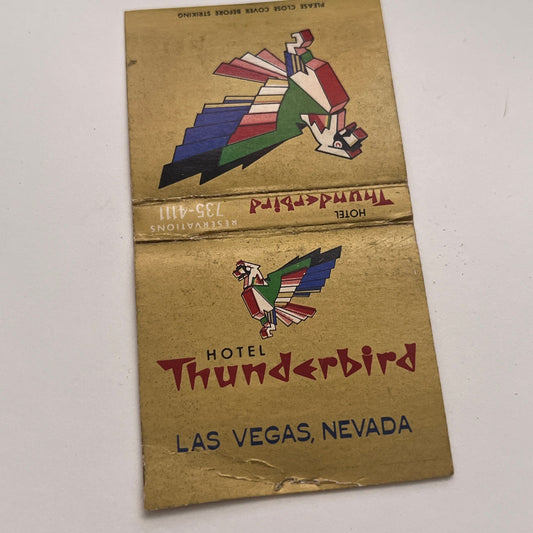 PLEASE CLOSE COVER BEFORE STRIKING
HOTEL
Thunderbird
RESERVATIONS
735-4111
HOTEL
Thunderbird
LAS VEGAS, NEVADA